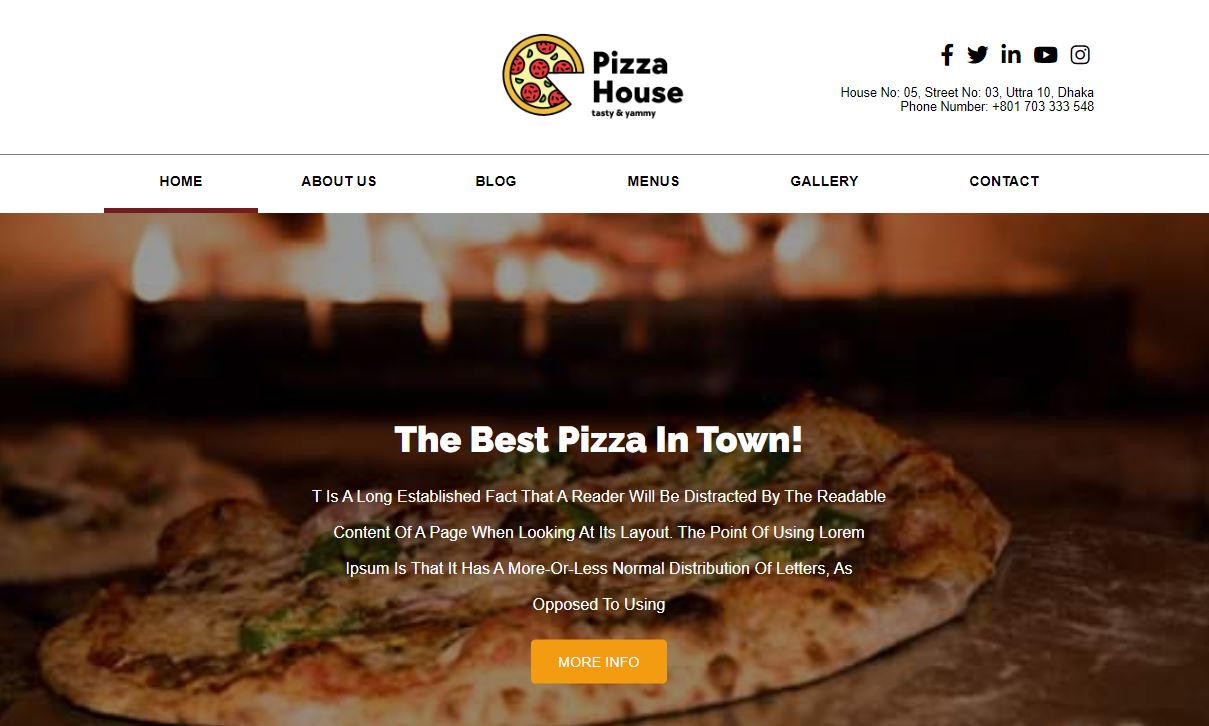 Pizza
House
tasty & yammy
House No: 05, Street No: 03, Uttra 10, Dhaka
Phone Number: +801 703 333 548
HOME ABOUT US BLOG MENUS GALLERY CONTACT
The Best Pizza In Town!
T Is A Long Established Fact That A Reader Will Be Distracted By The Readable
Content Of A Page When Looking At Its Layout. The Point Of Using Lorem
Ipsum Is That It Has A More-Or-Less Normal Distribution Of Letters, As
Opposed To Using
MORE INFO